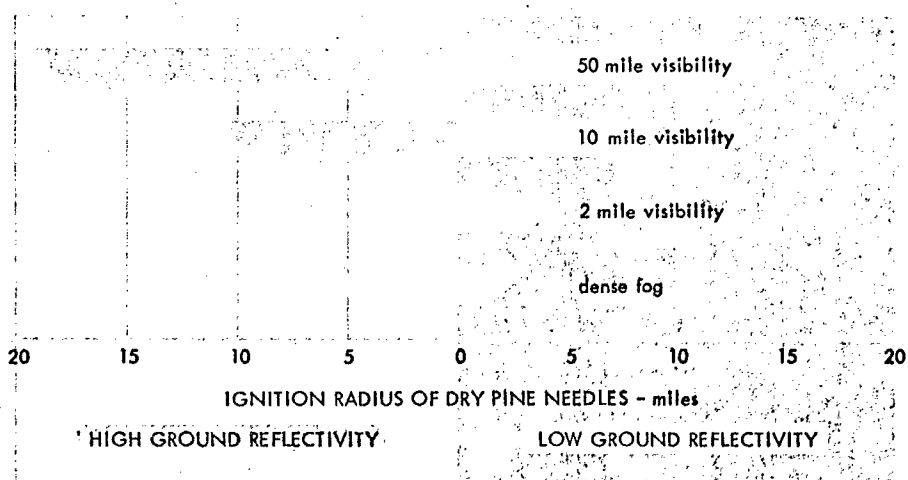 50 mile visibility
10 mile visibility
2 mile visibility
dense fog
20 15 10 5 0 5 10 15 20
IGNITION RADIUS OF DRY PINE NEEDLES - miles
HIGH GROUND REFLECTIVITY LOW GROUND REFLECTIVITY